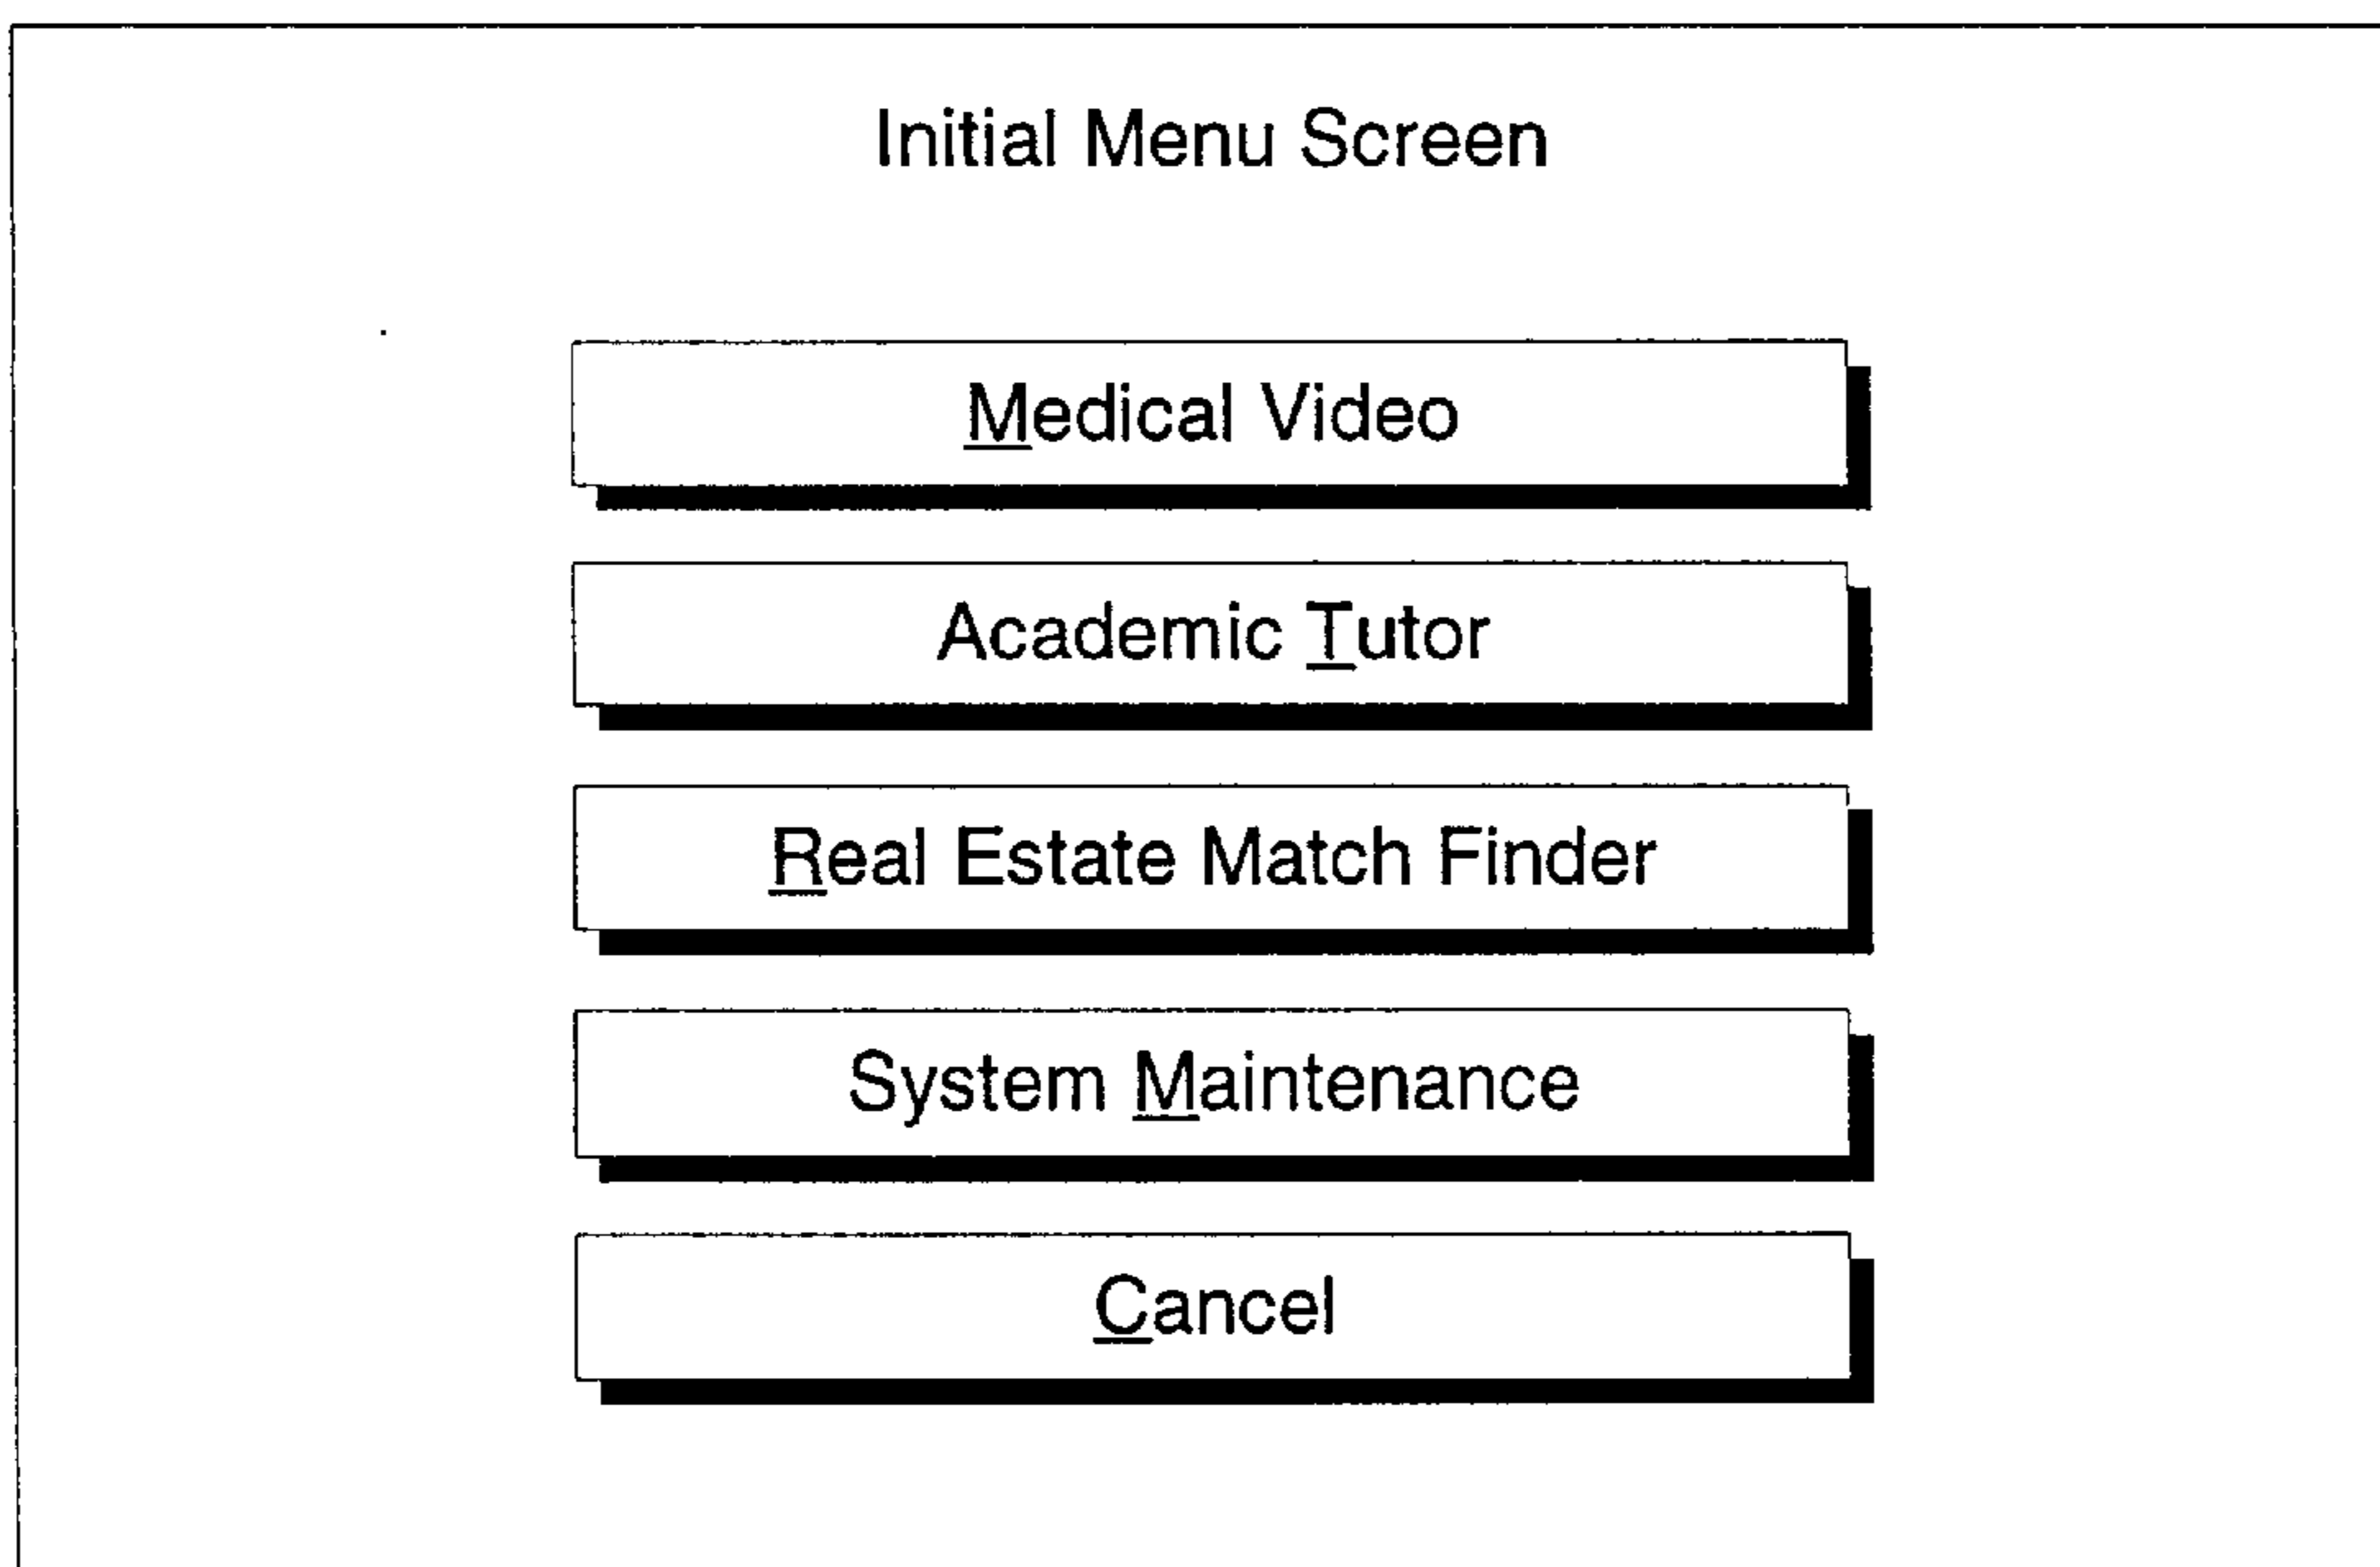 Initial Menu Screen
Medical Video
Academic Tutor
Real Estate Match Finder
System Maintenance
Cancel